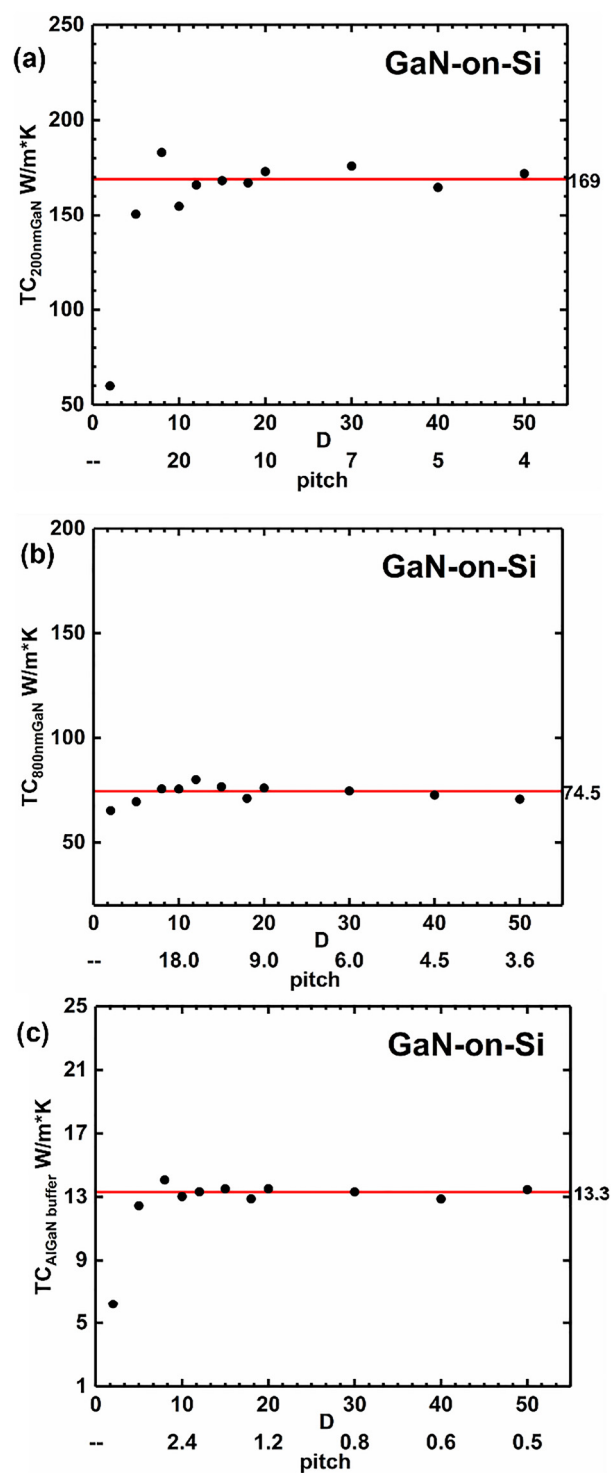 (a)
GaN-on-Si
250
200
150
100
50
TC200nmGaN W/m*K
169
0 10 20 30 40 50
D
-- 20 10 7 5 4
pitch
(b)
GaN-on-Si
200
150
100
50
TC800nmGaN W/m*K
74.5
0 10 20 30 40 50
D
-- 18.0 9.0 6.0 4.5 3.6
pitch
(c)
GaN-on-Si
25
21
17
13
9
5
1
TCAlGaN buffer W/m*K
13.3
0 10 20 30 40 50
D
-- 2.4 1.2 0.8 0.6 0.5
pitch